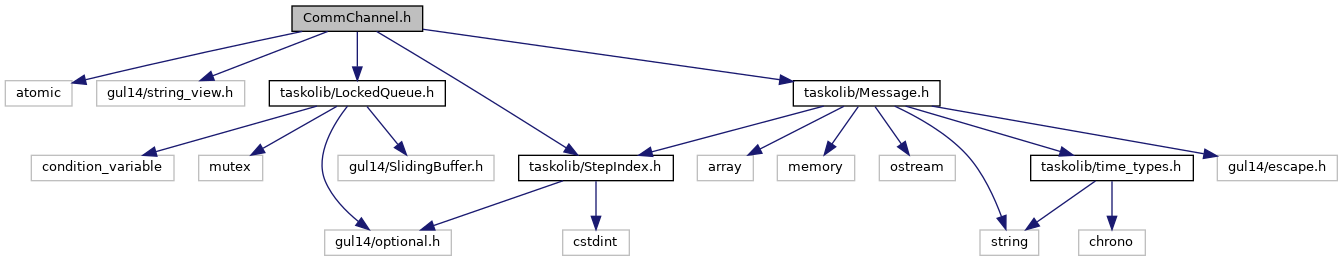 CommChannel.h
atomic
gul14/string_view.h
taskolib/LockedQueue.h
taskolib/Message.h
condition_variable
mutex
gul14/SlidingBuffer.h
taskolib/StepIndex.h
array
memory
ostream
taskolib/time_types.h
gul14/escape.h
gul14/optional.h
cstdint
string
chrono